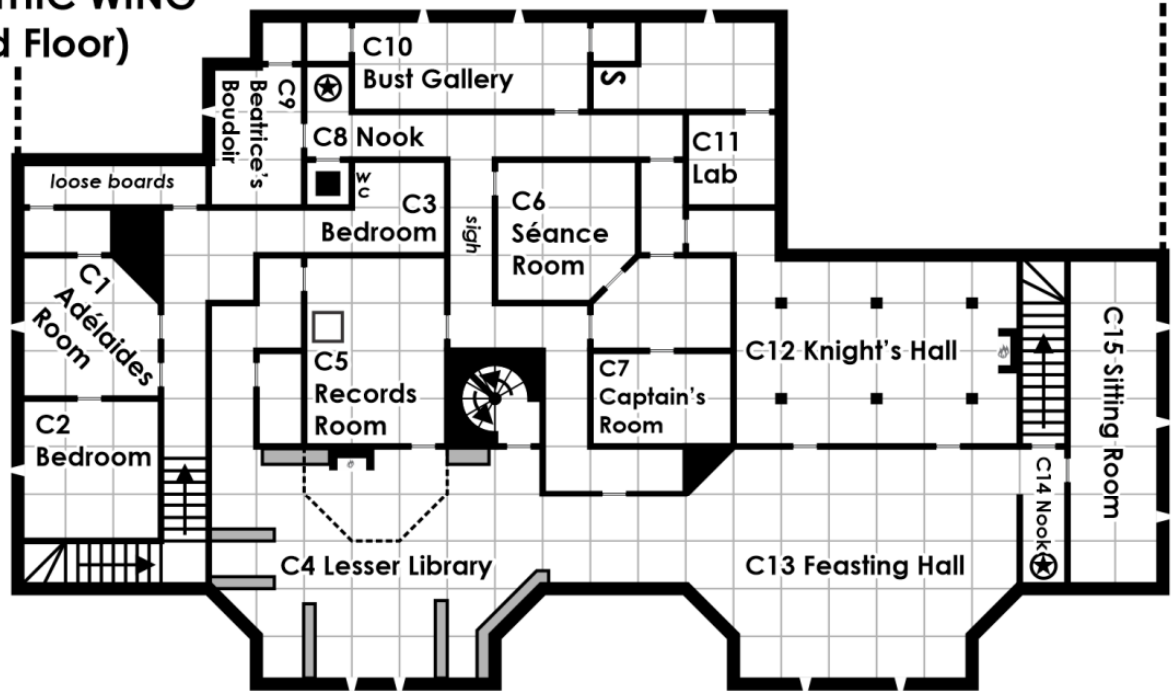 WING
d Floor)
C10
Bust Gallery
S
C9
Beatrice's
Boudoir
C8 Nook
C11
Lab
loose boards
W
C
C3
Bedroom
sigh
C6
Séance
Room
C1
Adélaides
Room
C5
Records
Room
C12 Knight's Hall
C15 Sitting Room
C7
Captain's
Room
C2
Bedroom
C14 Nook
C4 Lesser Library
C13 Feasting Hall